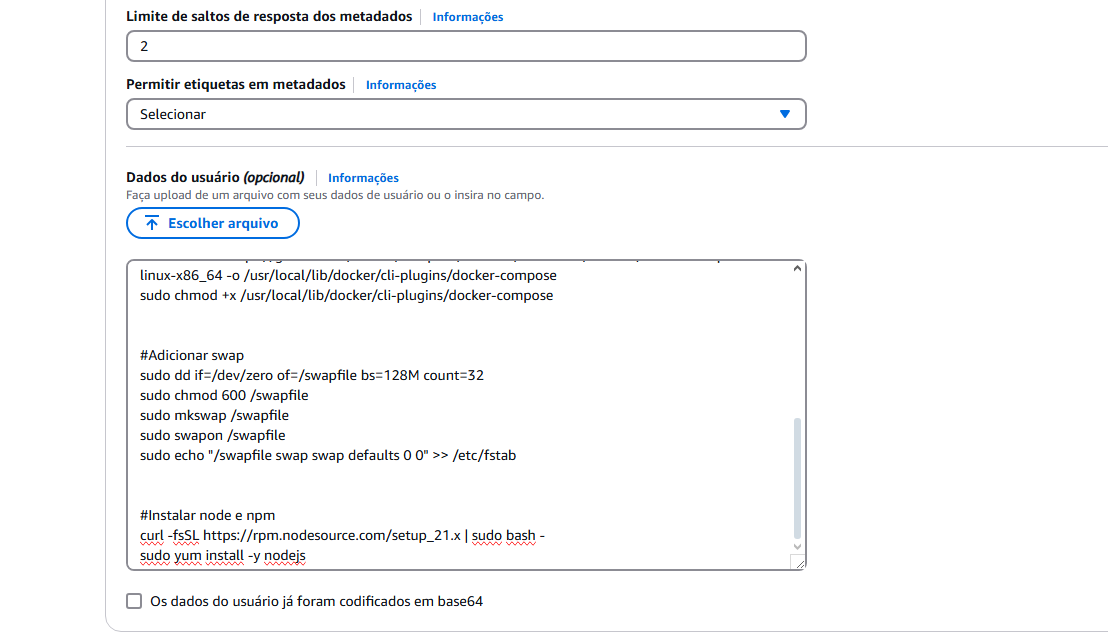 Limite de saltos de resposta dos metadados Informações
2
Permitir etiquetas em metadados Informações
Selecionar
Dados do usuário (opcional) Informações
Faça upload de um arquivo com seus dados de usuário ou o insira no campo.
Escolher arquivo
linux-x86_64 -o /usr/local/lib/docker/cli-plugins/docker-compose
sudo chmod +x /usr/local/lib/docker/cli-plugins/docker-compose
#Adicionar swap
sudo dd if=/dev/zero of=/swapfile bs=128M count=32
sudo chmod 600 /swapfile
sudo mkswap /swapfile
sudo swapon /swapfile
sudo echo "/swapfile swap swap defaults 0 0" >> /etc/fstab
#Instalar node e npm
curl -fsSL https://rpm.nodesource.com/setup_21.x | sudo bash -
sudo yum install -y nodejs
Os dados do usuário já foram codificados em base64